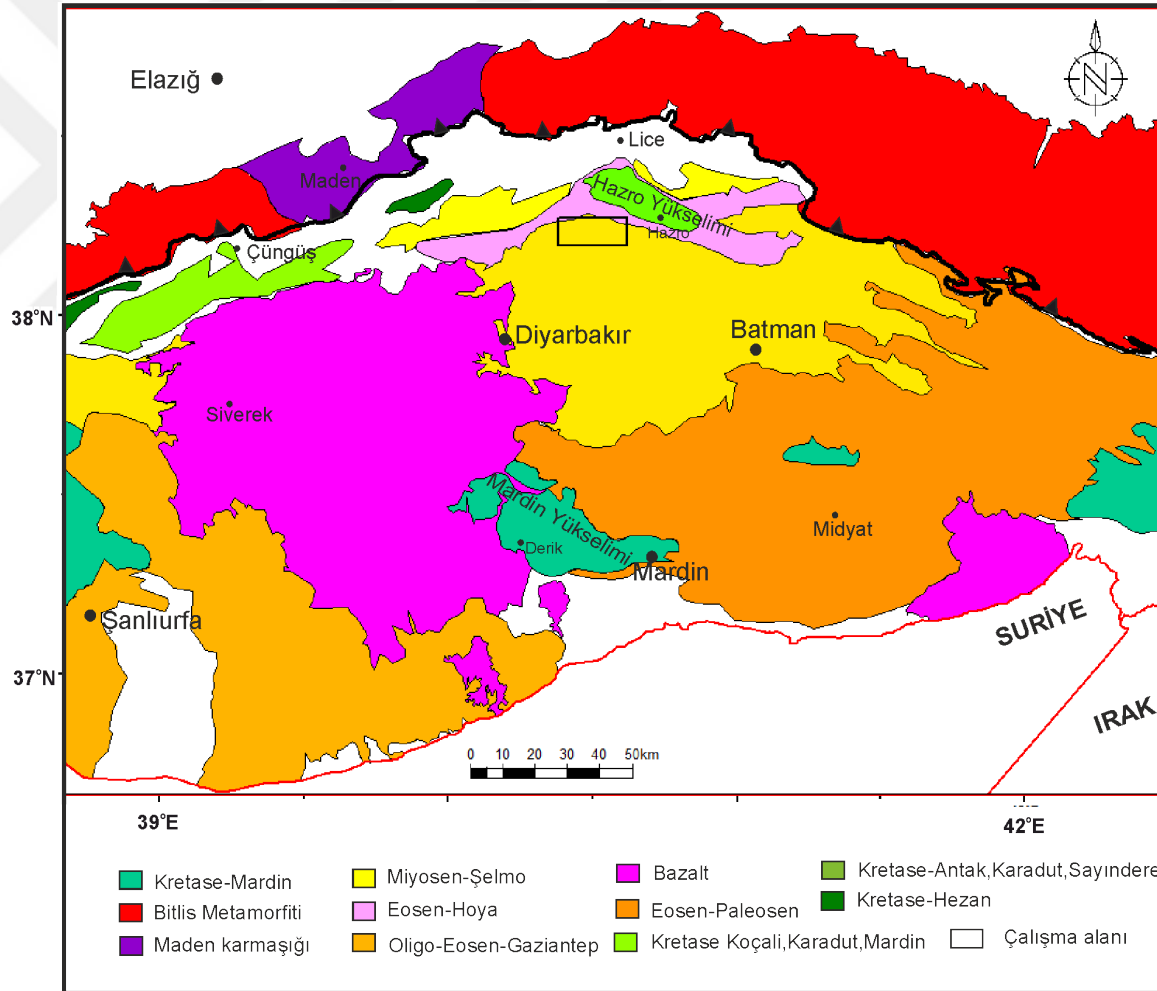 N
Elazığ
Lice
Maden
Hazro Yükselimi
Hazro
Çüngüş
38°N
Diyarbakır
Batman
Siverek
Mardin Yükselimi
Midyat
Derik
Mardin
Şanlıurfa
SURİYE
37°N
IRAK
0 10 20 30 40 50km
39°E
42°E
Kretase-Mardin
Miyosen-Şelmo
Bazalt
Kretase-Antak,Karadut,Sayındere
Bitlis Metamorfiti
Eosen-Hoya
Eosen-Paleosen
Kretase-Hezan
Maden karmaşığı
Oligo-Eosen-Gaziantep
Kretase Koçali,Karadut,Mardin
Çalışma alanı